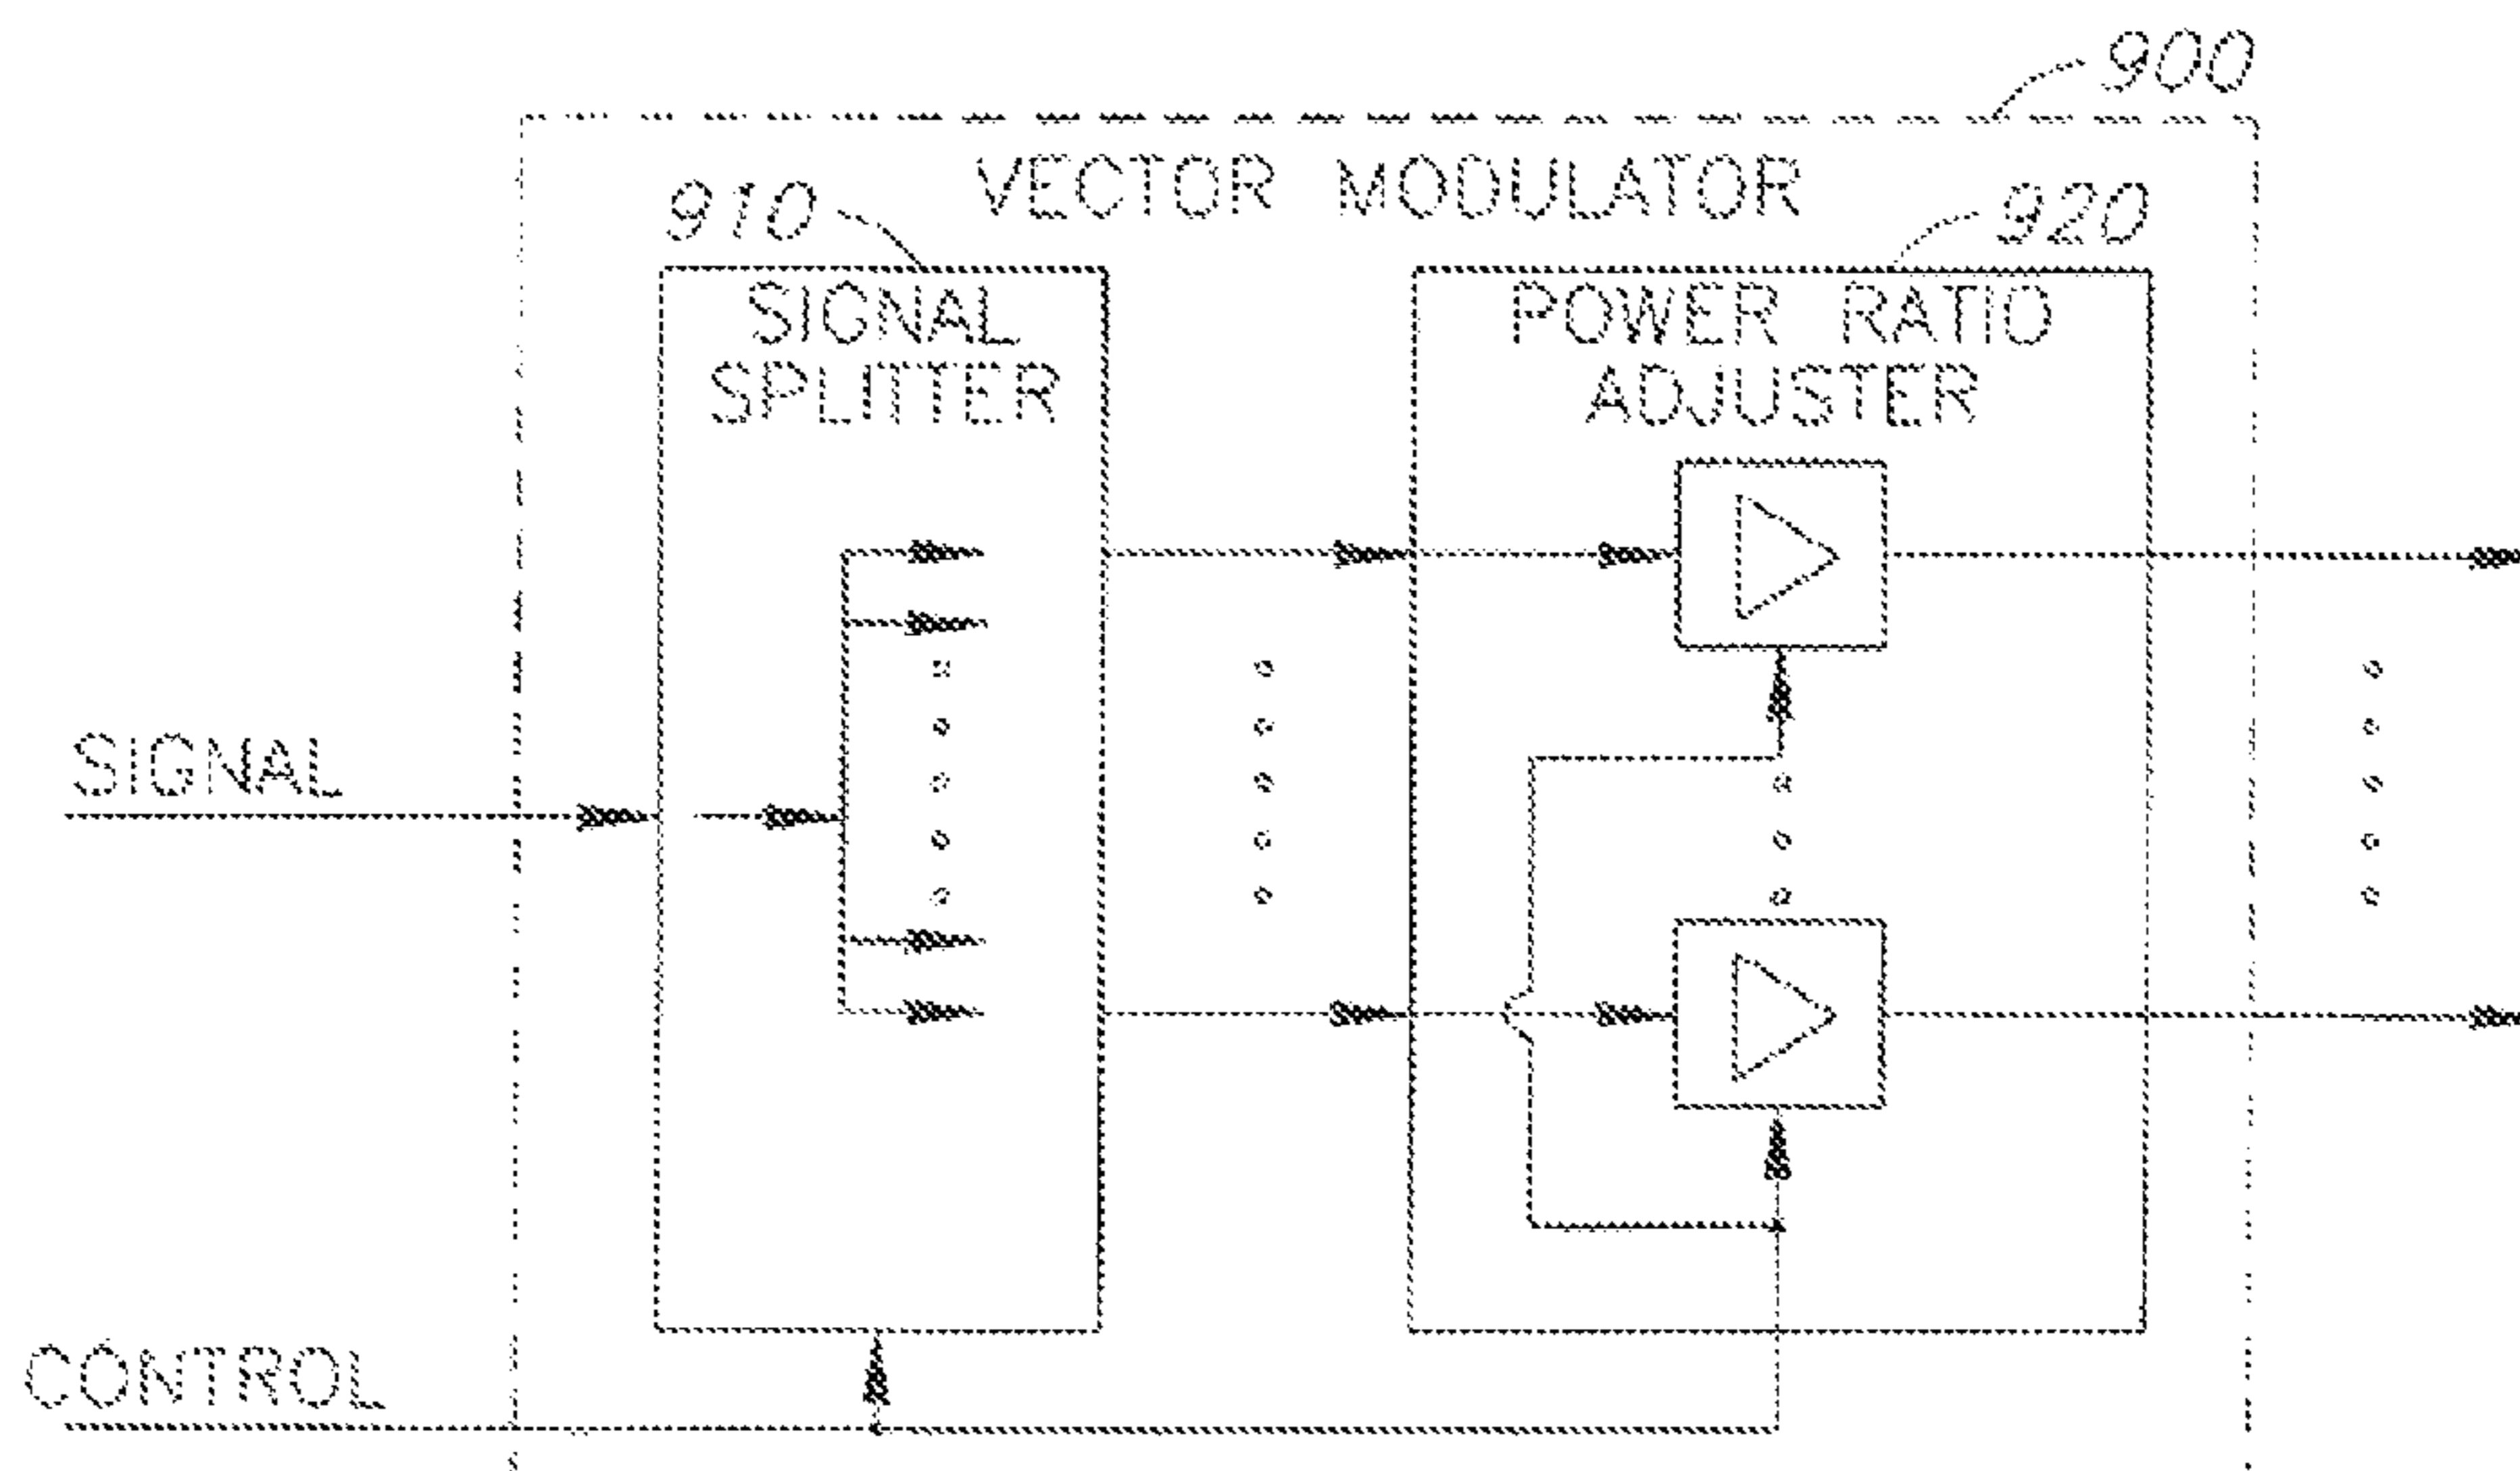 900
VECTOR MODULATOR
910
920
SIGNAL
SPLITTER
POWER RATIO
ADJUSTER
SIGNAL
CONTROL